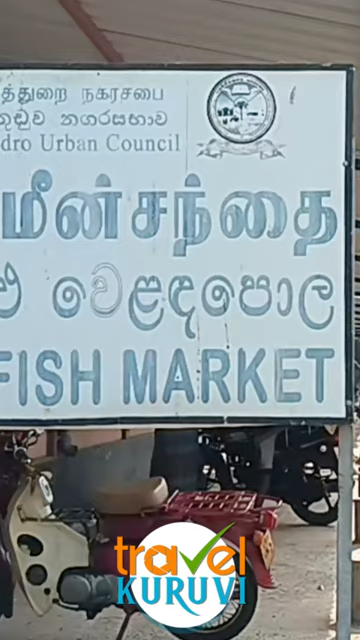 த்துறை நகரசபை
තුඩුව නගරසභාව
dro Urban Council
மீன்சந்தை
ළු වෙළඳපොල
FISH MARKET
travel
KURUVI